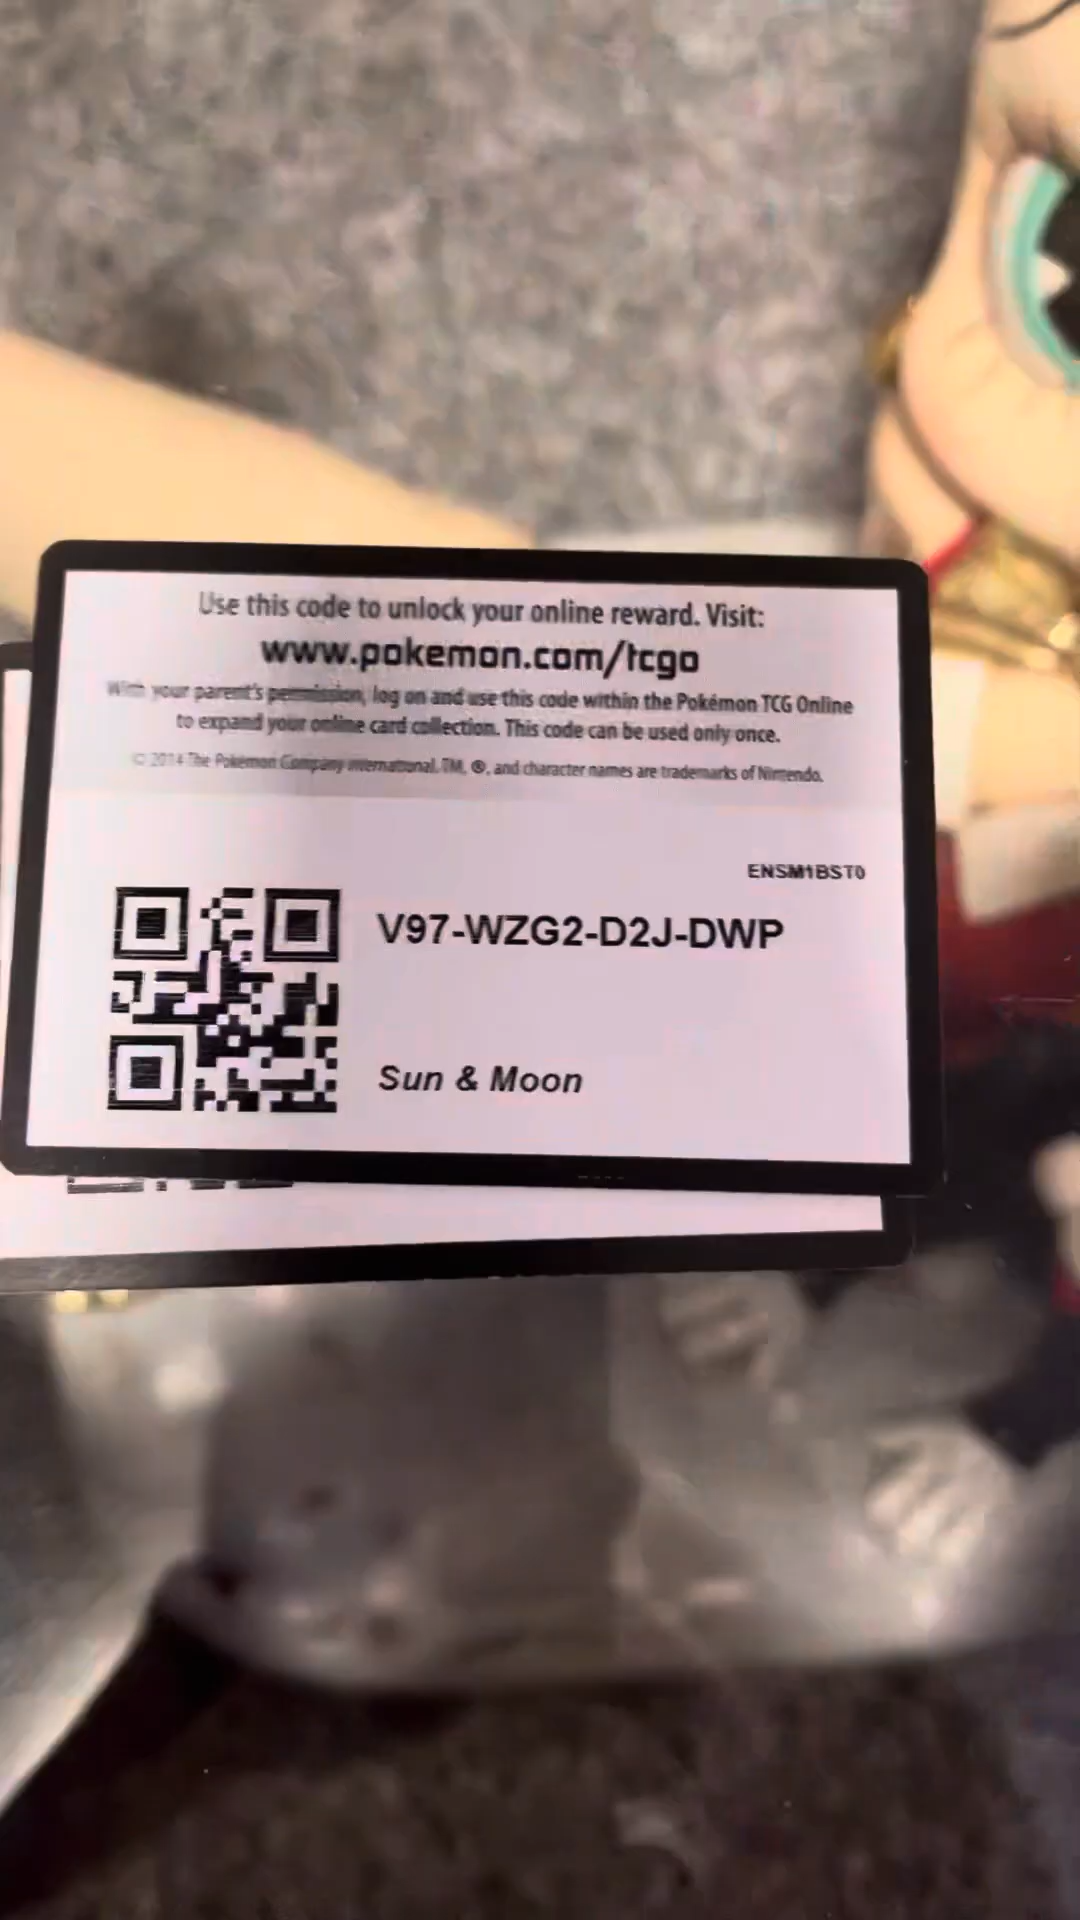 Use this code to unlock your online reward. Visit:
www.pokemon.com/tcgo
With your parent's permission, log on and use this code within the Pokémon TCG Online
to expand your online card collection. This code can be used only once.
© 2014 The Pokémon Company International. TM, ®, and character names are trademarks of Nintendo.
ENSM1BST0
V97-WZG2-D2J-DWP
Sun & Moon